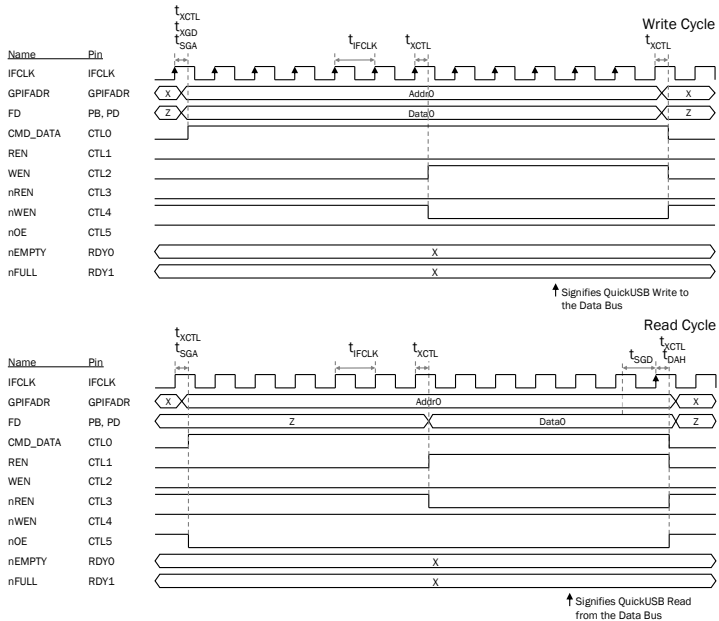 Write Cycle
tXCTL
tXGD
tSGA
tIFCLK
tXCTL
tXCTL
Name Pin
IFCLK IFCLK
GPIFADR GPIFADR X Addr0 X
FD PB, PD Z Data0 Z
CMD_DATA CTL0
REN CTL1
WEN CTL2
nREN CTL3
nWEN CTL4
nOE CTL5
nEMPTY RDY0 X
nFULL RDY1 X
Signifies QuickUSB Write to
the Data Bus
Read Cycle
tXCTL
tSGA
tIFCLK
tXCTL
tSGD
tXCTL
tDAH
Name Pin
IFCLK IFCLK
GPIFADR GPIFADR X Addr0 X
FD PB, PD Z Data0 Z
CMD_DATA CTL0
REN CTL1
WEN CTL2
nREN CTL3
nWEN CTL4
nOE CTL5
nEMPTY RDY0 X
nFULL RDY1 X
Signifies QuickUSB Read
from the Data Bus